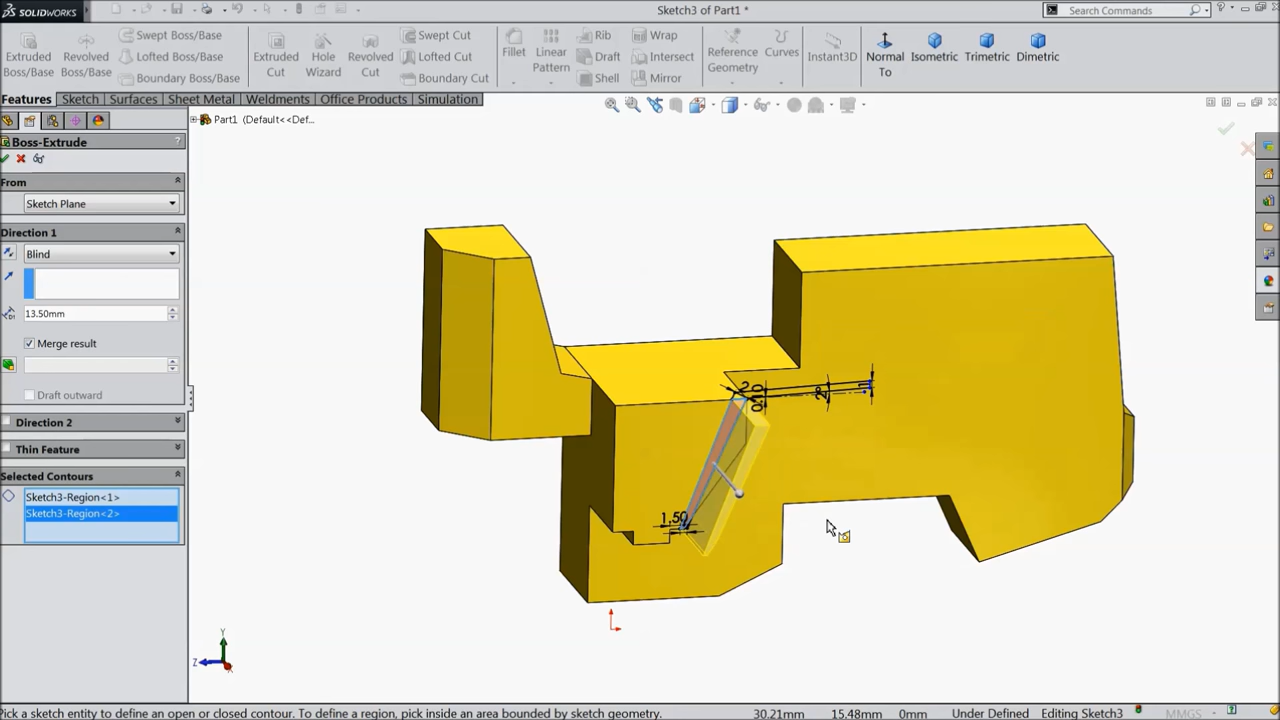 SOLIDWORKS
Sketch3 of Part1 *
Search Commands
Extruded Boss/Base
Revolved Boss/Base
Swept Boss/Base
Lofted Boss/Base
Boundary Boss/Base
Extruded Cut
Hole Wizard
Revolved Cut
Swept Cut
Lofted Cut
Boundary Cut
Fillet
Linear Pattern
Rib
Draft
Shell
Wrap
Intersect
Mirror
Reference Geometry
Curves
Instant3D
Normal To
Isometric
Trimetric
Dimetric
Features
Sketch
Surfaces
Sheet Metal
Weldments
Office Products
Simulation
Part1 (Default<<Def...
Boss-Extrude
?
From
Sketch Plane
Direction 1
Blind
13.50mm
Merge result
Draft outward
Direction 2
Thin Feature
Selected Contours
Sketch3-Region<1>
Sketch3-Region<2>
2
0.10
2°
1
1.50
Y
Z
X
Pick a sketch entity to define an open or closed contour. To define a region, pick inside an area bounded by sketch geometry.
30.21mm
15.48mm
0mm
Under Defined
Editing Sketch3
MMGS